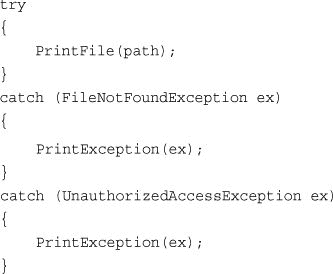 try
{
    PrintFile(path);
}
catch (FileNotFoundException ex)
{
    PrintException(ex);
}
catch (UnauthorizedAccessException ex)
{
    PrintException(ex);
}